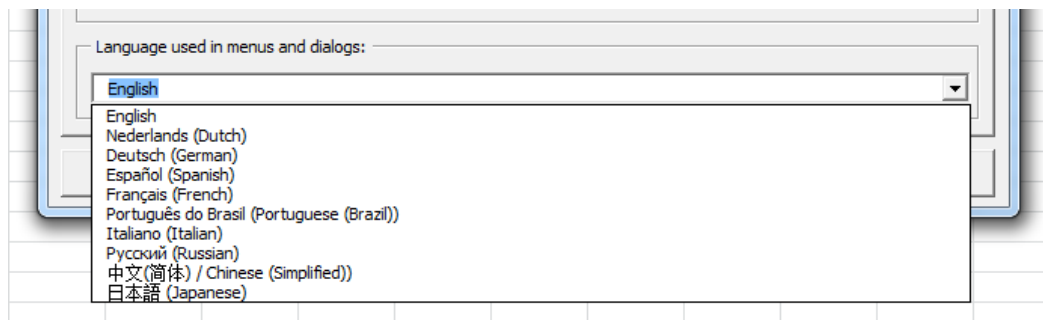 Language used in menus and dialogs:
English
English
Nederlands (Dutch)
Deutsch (German)
Español (Spanish)
Français (French)
Português do Brasil (Portuguese (Brazil))
Italiano (Italian)
Русский (Russian)
中文(简体) / Chinese (Simplified))
日本語 (Japanese)